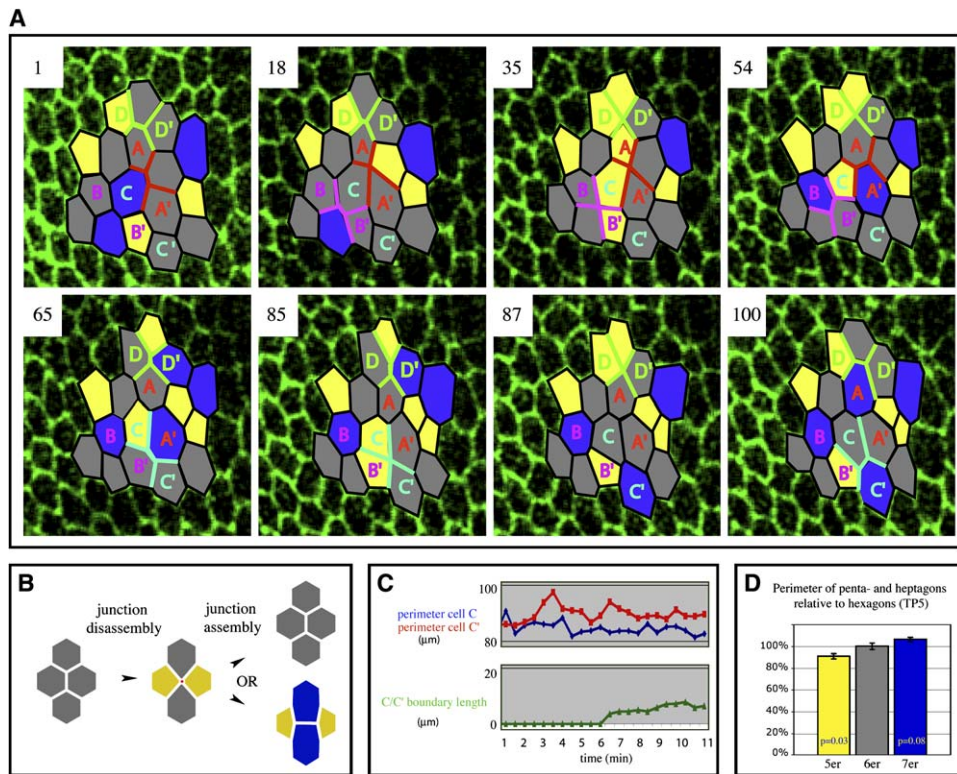 A
1
D
D'
A
B
C
A'
B'
C'
18
D
D'
A
B
C
A'
B'
C'
35
D
D'
A
B
C
A'
B'
C'
54
D
D'
A
B
C
A'
B'
C'
65
D
D'
A
C
B
A'
B'
C'
85
D
D'
A
B
C
A'
B'
C'
87
D
D'
A
B
C
A'
B'
C'
100
D
D'
A
B
C
A'
B'
C'
B
junction
disassembly
junction
assembly
OR
C
100
perimeter cell C
perimeter cell C'
(μm)
80
20
C/C' boundary length
(μm)
0
1 2 3 4 5 6 7 8 9 10 11
time (min)
D
Perimeter of penta- and heptagons
relative to hexagons (TP5)
100%
80%
60%
40%
20%
0%
p=0.03
p=0.08
5er 6er 7er